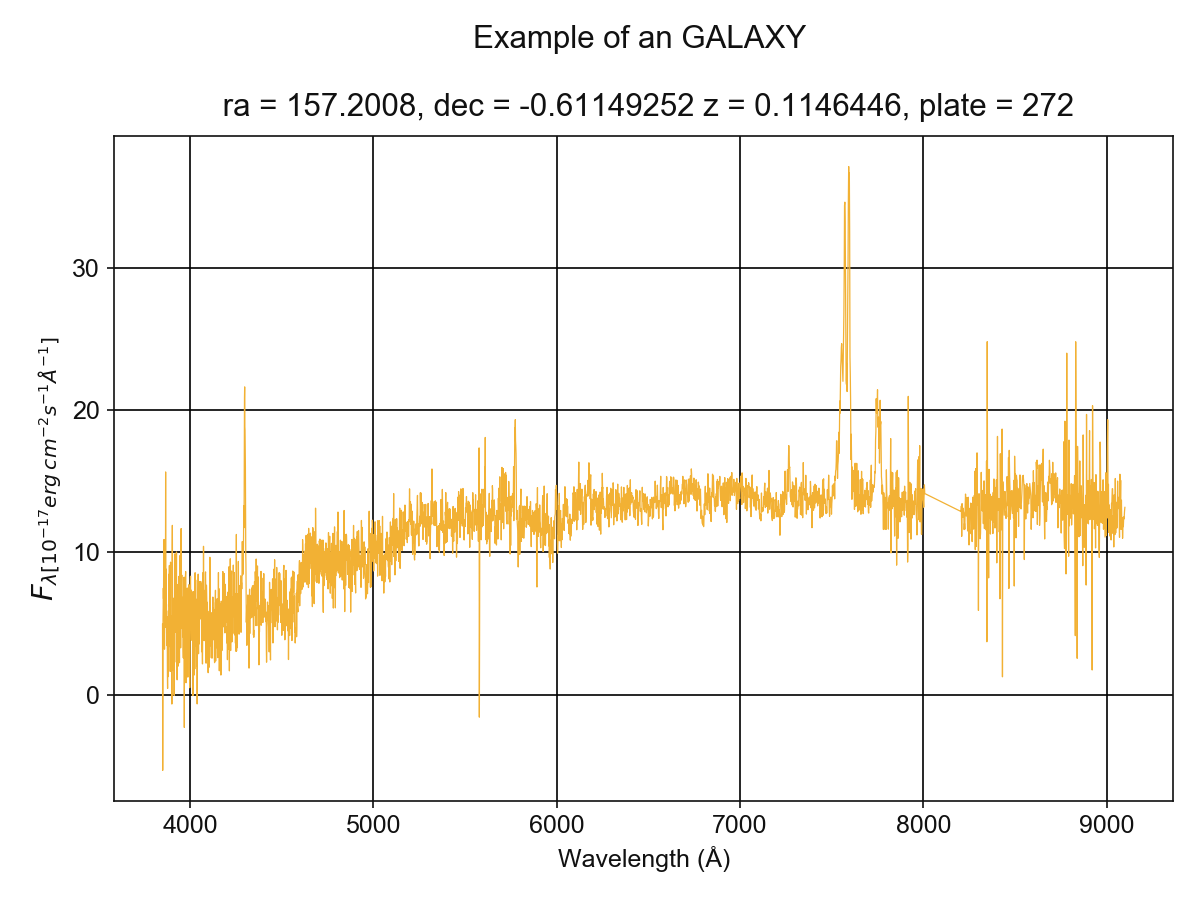 Example of an GALAXY
ra = 157.2008, dec = -0.61149252 z = 0.1146446, plate = 272
F_{λ[10^{-17} erg cm^{-2} s^{-1} Å^{-1}]}
30
20
10
0
4000 5000 6000 7000 8000 9000
Wavelength (Å)